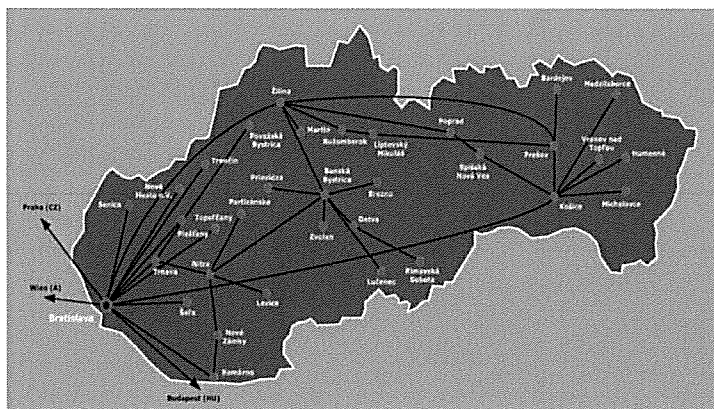 Bardejov
Medzilaborce
Žilina
Považská
Bystrica
Martin
Ružomberok
Liptovský
Mikuláš
Poprad
Spišská
Nová Ves
Prešov
Vranov nad
Topľou
Humenné
Michalovce
Košice
Trenčín
Nové
Mesto n.V.
Prievidza
Banská
Bystrica
Brezno
Senica
Partizánske
Topoľčany
Piešťany
Zvolen
Detva
Praha (CZ)
Trnava
Nitra
Rimavská
Sobota
Lučenec
Wien (A)
Levice
Šaľa
Bratislava
Nové
Zámky
Komárno
Budapest (HU)